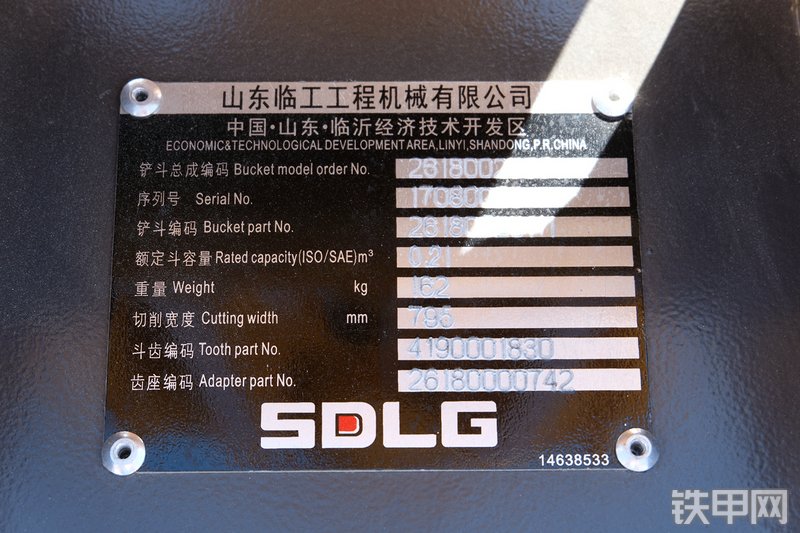 山东临工工程机械有限公司
中国·山东·临沂经济技术开发区
ECONOMIC&TECHNOLOGICAL DEVELOPMENT AREA,LINYI,SHANDONG,P.R.CHINA
铲斗总成编码 Bucket model order No.
序列号 Serial No.
铲斗编码 Bucket part No.
额定斗容量 Rated capacity(ISO/SAE)m³ 0.21
重量 Weight kg 162
切削宽度 Cutting width mm 795
斗齿编码 Tooth part No. 4190001830
齿座编码 Adapter part No. 26180000742
SDLG
14638533
铁甲网